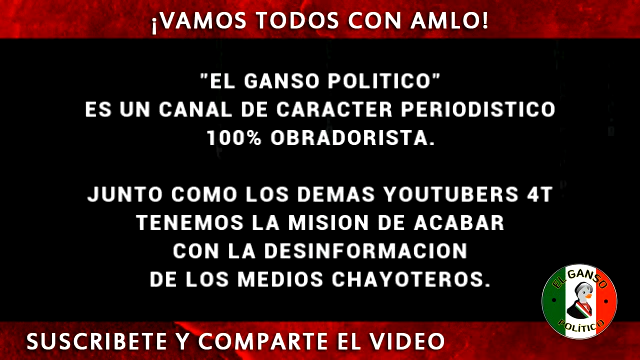 ¡VAMOS TODOS CON AMLO!
"EL GANSO POLITICO"
ES UN CANAL DE CARACTER PERIODISTICO
100% OBRADORISTA.
JUNTO COMO LOS DEMAS YOUTUBERS 4T
TENEMOS LA MISION DE ACABAR
CON LA DESINFORMACION
DE LOS MEDIOS CHAYOTEROS.
EL GANSO
POLÍTICO
SUSCRIBETE Y COMPARTE EL VIDEO